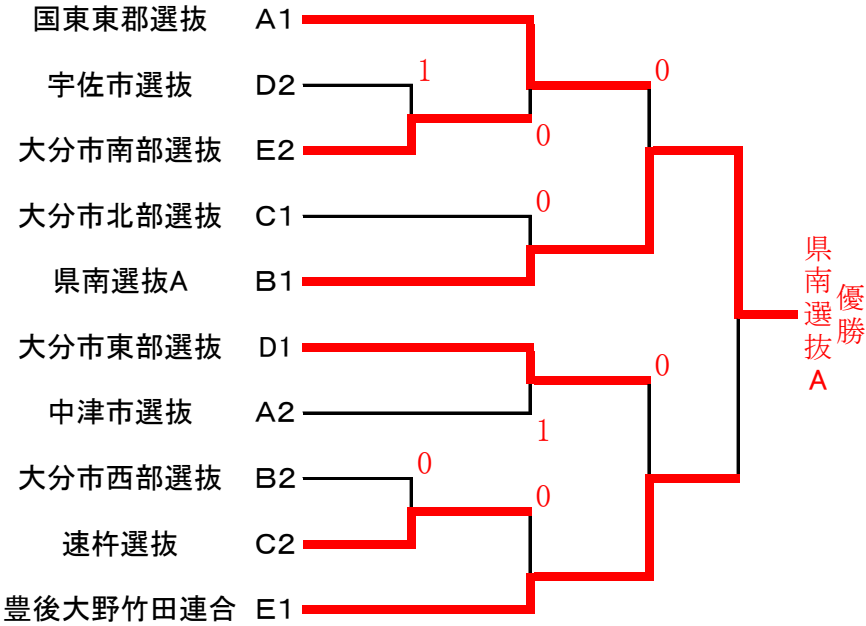 国東東郡選抜 A1
0
宇佐市選抜 D2
1
大分市南部選抜 E2
0
大分市北部選抜 C1
0
県南選抜A B1
県南選抜A
優勝
大分市東部選抜 D1
0
中津市選抜 A2
1
大分市西部選抜 B2
0
0
速杵選抜 C2
豊後大野竹田連合 E1